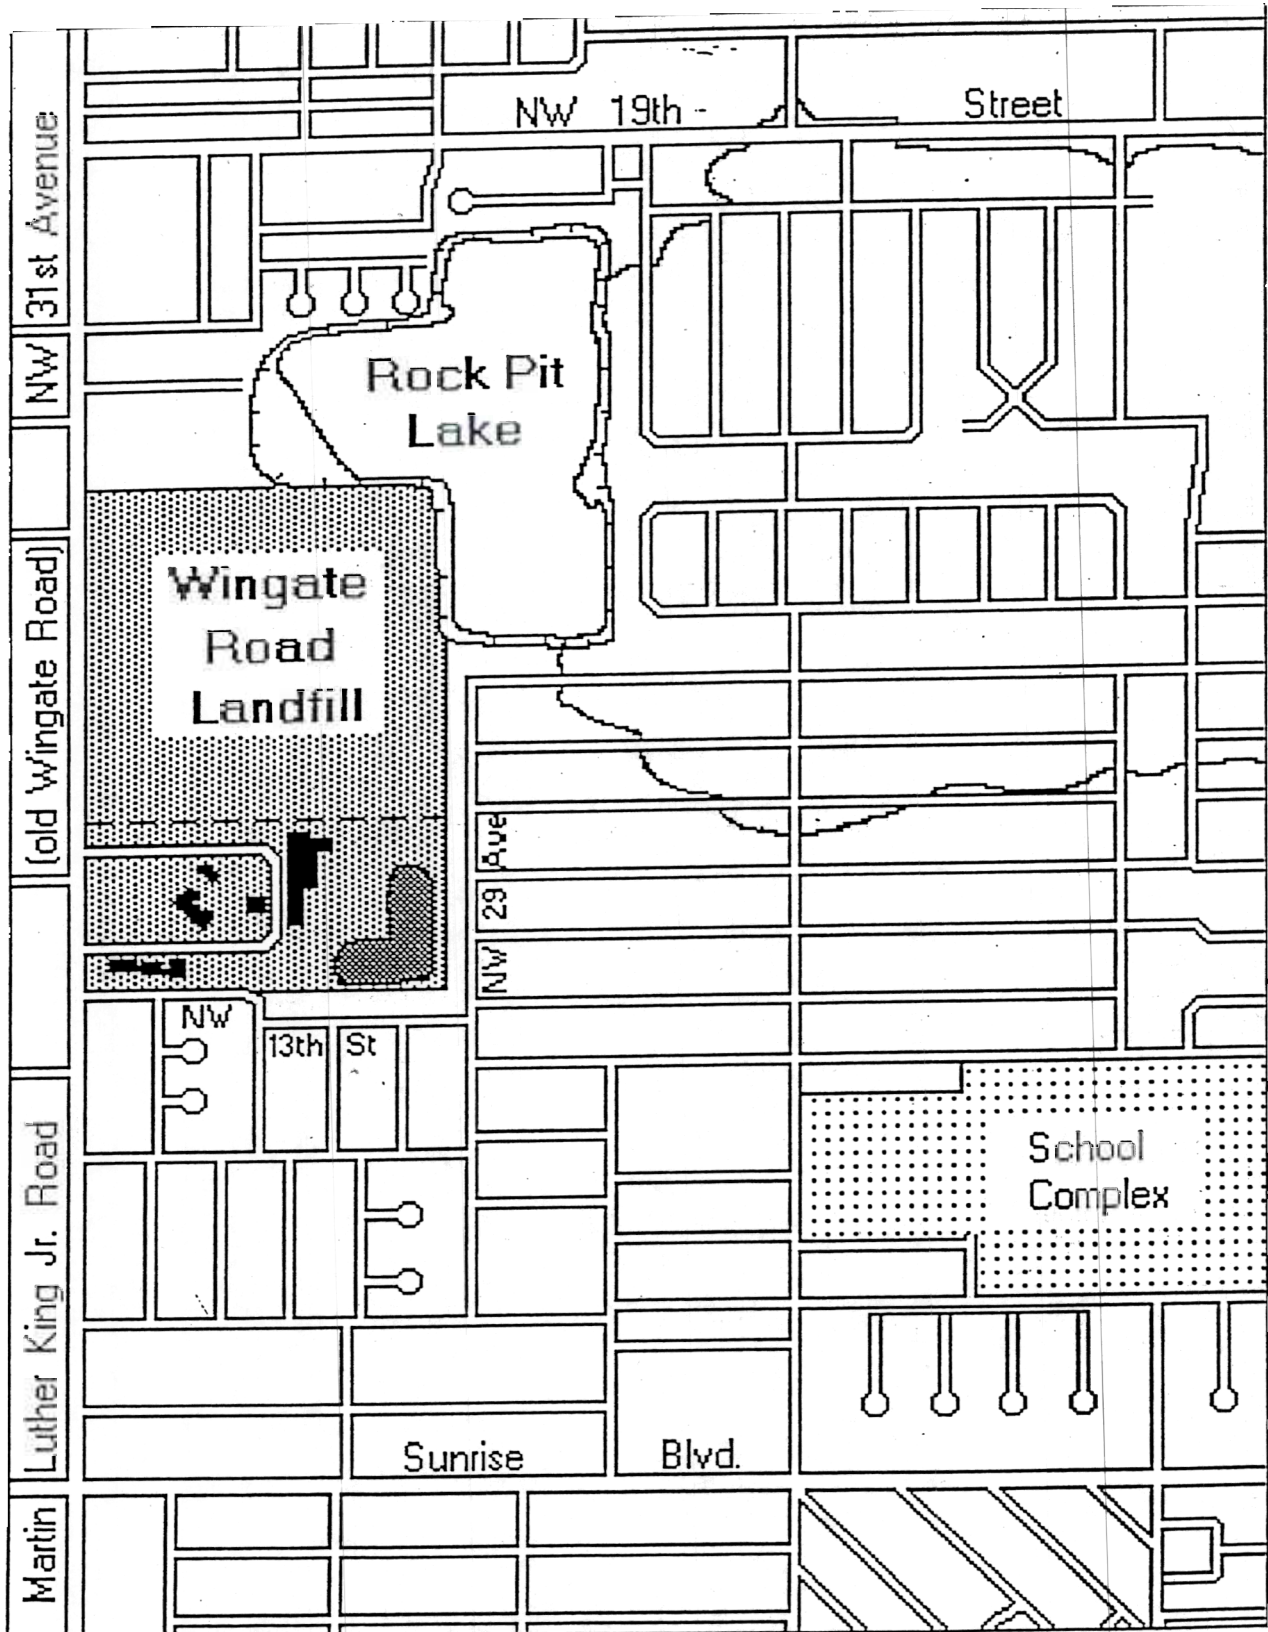 NW 19th Street
NW 31st Avenue
Rock Pit
Lake
Wingate
Road
Landfill
(old Wingate Road)
NW 29 Ave
NW
13th St
School
Complex
Martin Luther King Jr. Road
Sunrise Blvd.